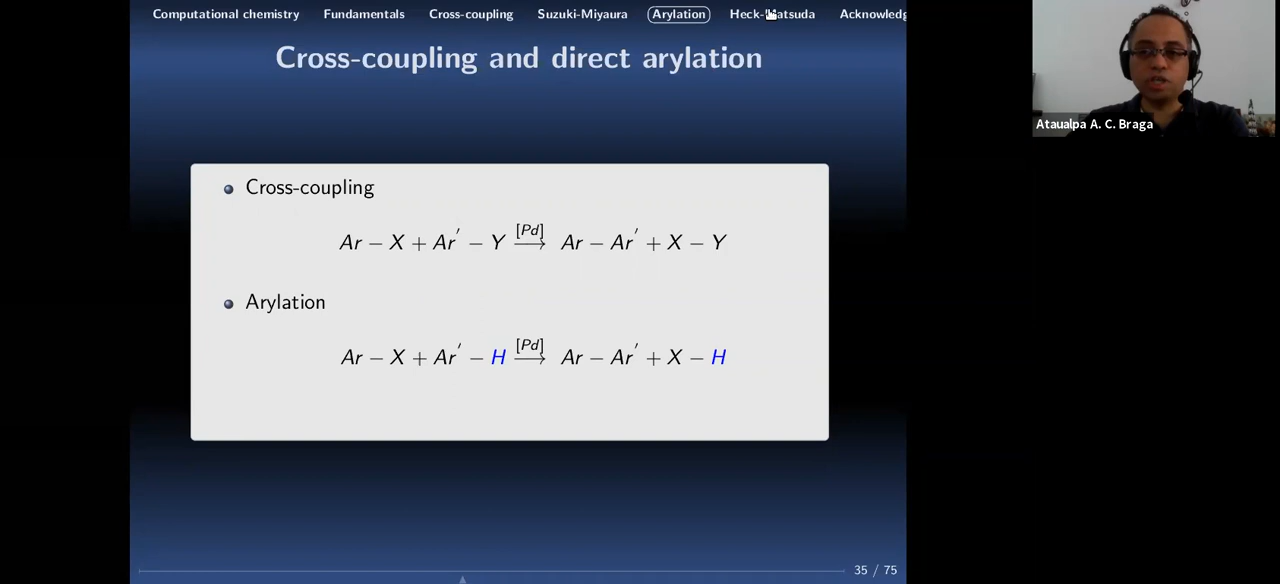 Computational chemistry Fundamentals Cross-coupling Suzuki-Miyaura Arylation Heck-Matsuda Acknowledg
Cross-coupling and direct arylation
Cross-coupling
Ar − X + Ar′ − Y [Pd]⟶ Ar − Ar′ + X − Y
Arylation
Ar − X + Ar′ − H [Pd]⟶ Ar − Ar′ + X − H
35 / 75
Ataualpa A. C. Braga